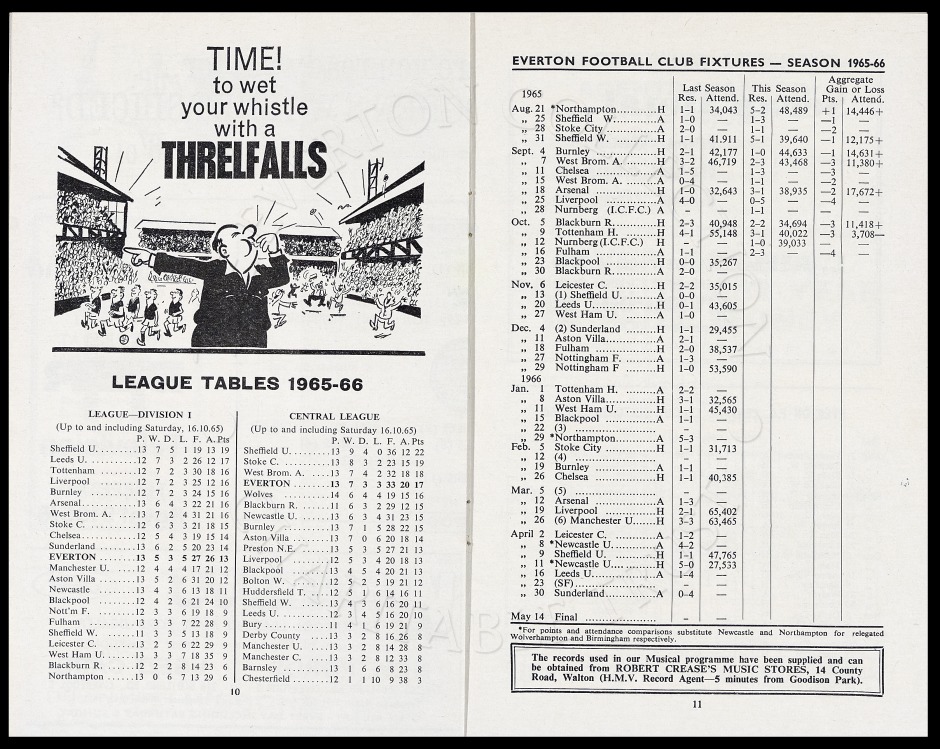 TIME!
to wet
your whistle
with a
THRELFALLS
LEAGUE TABLES 1965-66
LEAGUE—DIVISION I
(Up to and including Saturday, 16.10.65)
P. W. D. L. F. A. Pts
Sheffield U. ........13 7 5 1 19 13 19
Leeds U. ...........12 7 3 2 26 12 17
Tottenham .........12 7 2 3 30 18 16
Liverpool ..........12 7 2 3 25 12 16
Burnley ............12 7 2 3 24 15 16
Arsenal.............13 6 4 3 22 21 16
West Brom. A. ....13 7 2 4 31 21 16
Stoke C. ...........12 6 3 3 21 18 15
Chelsea.............12 5 4 3 19 15 14
Sunderland ........13 6 2 5 20 23 14
EVERTON ........13 5 3 5 27 26 13
Manchester U. ....12 4 4 4 17 21 12
Aston Villa ........13 5 2 6 31 20 12
Newcastle ..........13 4 3 6 18 19 11
Blackpool ..........12 4 2 6 21 24 10
Nott'm F. ..........12 3 3 6 19 18 9
Fulham .............13 3 3 7 22 28 9
Sheffield W. .......11 3 3 5 13 18 9
Leicester C. ........13 2 5 6 22 29 9
West Ham U. ......13 3 3 7 18 35 9
Blackburn R. ......12 2 2 8 14 23 6
Northampton ......13 0 6 7 13 29 6
CENTRAL LEAGUE
(Up to and including Saturday, 16.10.65)
P. W. D. L. F. A. Pts
Sheffield U. ........13 9 4 0 36 12 22
Stoke C. ...........13 8 3 2 23 15 19
West Brom. A. ....13 7 4 2 32 18 18
EVERTON ........13 7 3 3 33 20 17
Wolves .............14 6 4 4 19 15 16
Blackburn R. ......11 6 3 2 29 12 15
Newcastle U. .......13 6 3 4 31 23 15
Burnley ............13 7 1 5 28 22 15
Aston Villa ........13 7 0 6 20 18 14
Preston N.E. .......13 5 3 5 27 21 13
Liverpool ..........12 5 3 4 20 18 13
Blackpool ..........13 4 5 4 20 21 13
Bolton W. ..........12 5 2 5 19 21 12
Huddersfield T. ....12 5 1 6 14 16 11
Sheffield W. .......13 4 3 6 16 20 11
Leeds U. ...........12 3 4 5 16 20 10
Bury ...............11 4 1 6 19 21 9
Derby County .....13 3 2 8 16 26 8
Manchester U. ....13 3 2 8 14 28 8
Manchester C. ....13 3 2 8 12 33 8
Barnsley ...........13 1 6 6 8 23 8
Chesterfield ........12 1 1 10 9 38 3
10
EVERTON FOOTBALL CLUB FIXTURES — SEASON 1965-66
Last Season This Season Aggregate Gain or Loss
1965 Res. Attend. Res. Attend. Pts. Attend.
Aug. 21 *Northampton...........H 1–1 34,043 5–2 48,489 +1 14,446+
„ 25 Sheffield W.............A 1–0 — 1–3 — —1 —
„ 28 Stoke City ..............A 2–0 — 1–1 — —2 —
„ 31 Sheffield W. ............H 1–1 41.911 5–1 39,640 —1 12,175+
Sept. 4 Burnley ..................H 2–1 42,177 1–0 44,633 —1 14,631+
„ 7 West Brom. A...........H 3–2 46,719 2–3 43,468 —3 11,380+
„ 11 Chelsea ..................A 1–5 — 1–3 — —3 —
„ 15 West Brom. A. .........A 0–4 — 1–1 — —2 —
„ 18 Arsenal ..................H 1–0 32,643 3–1 38,935 —2 17,672+
„ 25 Liverpool ...............A 4–0 — 0–5 — —4 —
„ 28 Nurnberg (I.C.F.C.) A – — 1–1 —
Oct. 5 Blackburn R.............H 2–3 40,948 2–2 34,694 —3 11,418+
„ 9 Tottenham H............H 4–1 55,148 3–1 40,022 —3 3,708—
„ 12 Nurnberg (I.C.F.C.) H – — 1–0 39,033 —
„ 16 Fulham ..................A 1–1 — 2–3 — —4 —
„ 23 Blackpool ...............H 0–0 35,267
„ 30 Blackburn R. ...........A 2–0 —
Nov. 6 Leicester C. .............H 2–2 35,015
„ 13 (1) Sheffield U. .........A 0–0 —
„ 20 Leeds U..................H 0–1 43,605
„ 27 West Ham U. ...........A 1–0 —
Dec. 4 (2) Sunderland ..........H 1–1 29,455
„ 11 Aston Villa..............A 2–1 —
„ 18 Fulham ..................H 2–0 38,537
„ 27 Nottingham F. .........A 1–3 —
„ 29 Nottingham F .........H 1–0 53,590
1966
Jan. 1 Tottenham H. ...........A 2–2 —
„ 8 Aston Villa ..............H 3–1 32,565
„ 11 West Ham U. ...........H 1–1 45,430
„ 15 Blackpool ...............A 1–1 —
„ 22 (3) ........................ – —
„ 29 *Northampton...........A 5–3 —
Feb. 5 Stoke City ...............H 1–1 31,713
„ 12 (4) ........................ – —
„ 19 Burnley ..................A 1–1 —
„ 26 Chelsea ..................H 1–1 40,385
Mar. 5 (5) ........................ – —
„ 12 Arsenal ..................A 1–3 —
„ 19 Liverpool ...............H 2–1 65,402
„ 26 (6) Manchester U.......H 3–3 63,465
April 2 Leicester C. .............A 1–2 —
„ 8 *Newcastle U............A 4–2 —
„ 9 Sheffield U. .............H 1–1 47,765
„ 11 *Newcastle U.... .......H 5–0 27,533
„ 16 Leeds U..................A 1–4 —
„ 23 (SF)....................... – —
„ 30 Sunderland...............A 0–4 —
May 14 Final ..................... – —
*For points and attendance comparisons substitute Newcastle and Northampton for relegated
Wolverhampton and Birmingham respectively.
The records used in our Musical programme have been supplied and can
be obtained from ROBERT CREASE'S MUSIC STORES, 14 County
Road, Walton (H.M.V. Record Agent—5 minutes from Goodison Park).
11